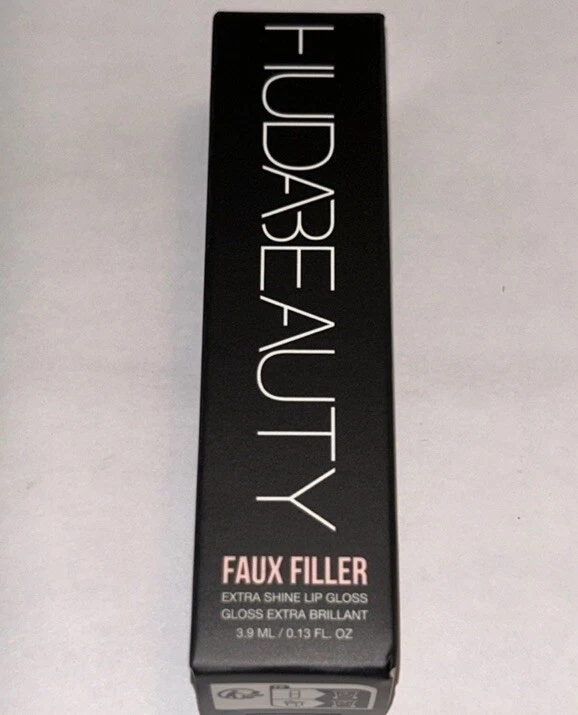 HUDABEAUTY
FAUX FILLER
EXTRA SHINE LIP GLOSS
GLOSS EXTRA BRILLANT
3.9 ML / 0.13 FL. OZ